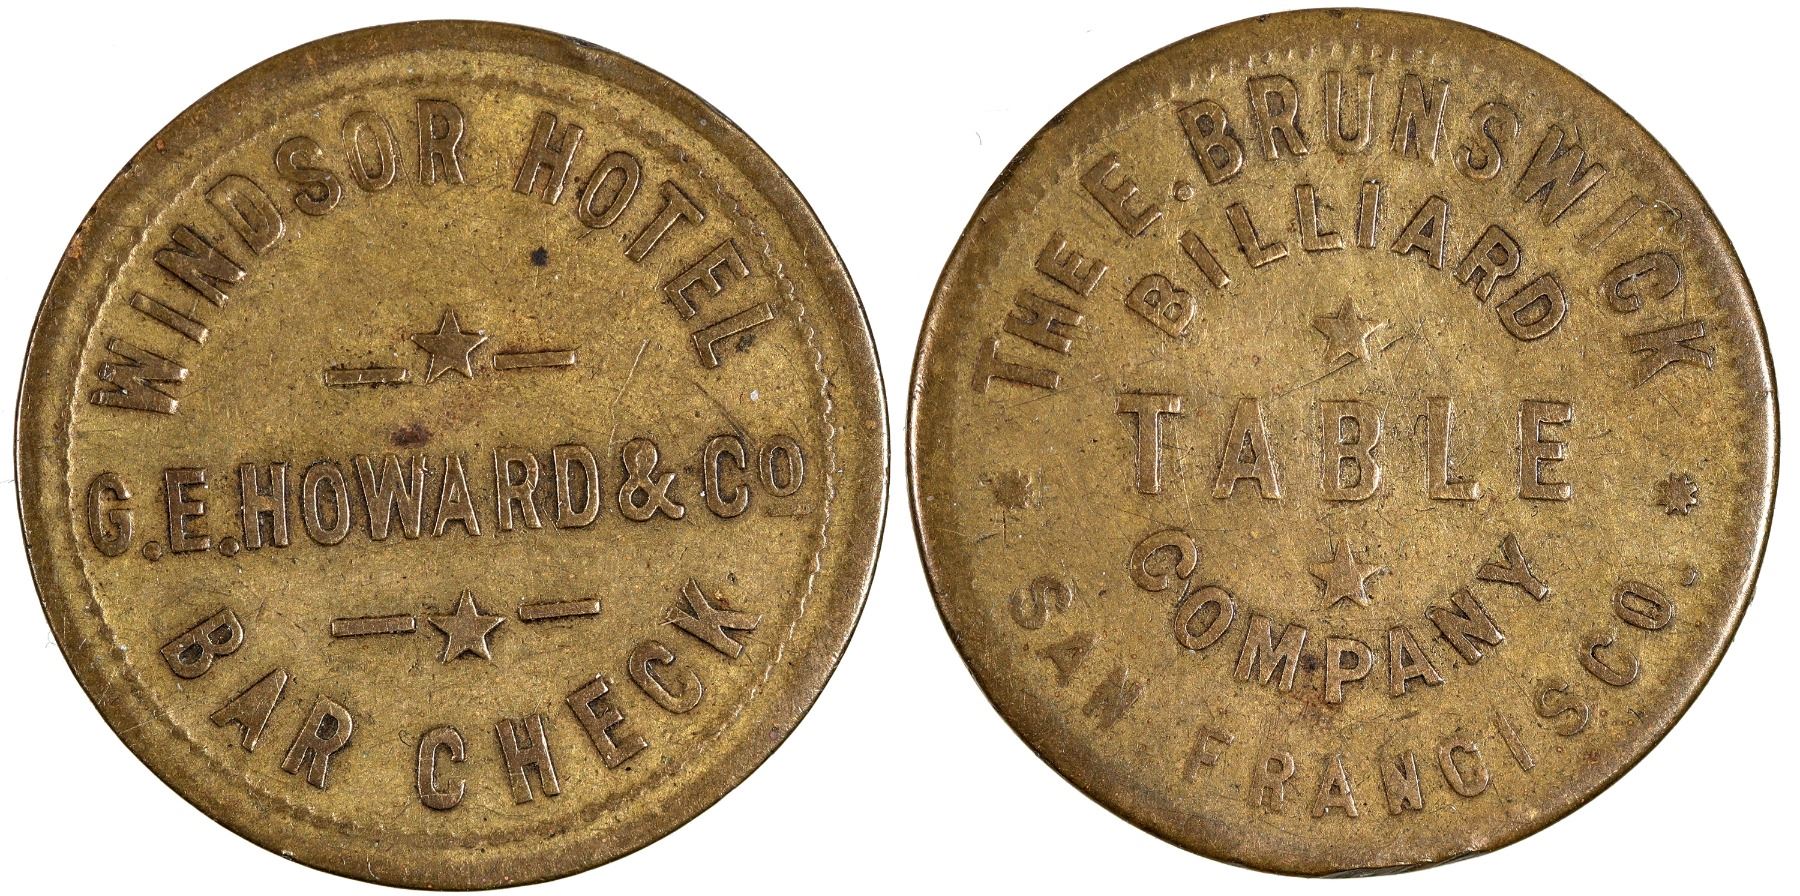 WINDSOR HOTEL
G.E.HOWARD & Co
BAR CHECK
THE E. BRUNSWICK
BILLIARD
TABLE
COMPANY
SAN FRANCISCO.